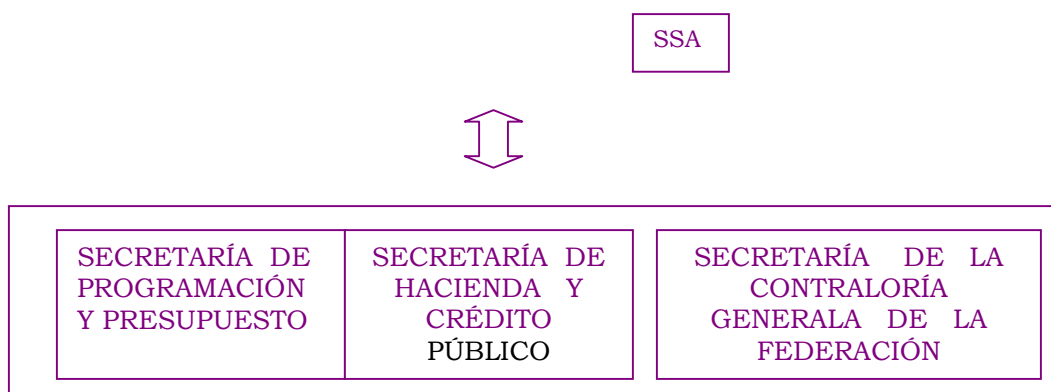 SSA
SECRETARÍA DE
PROGRAMACIÓN
Y PRESUPUESTO
SECRETARÍA DE
HACIENDA Y
CRÉDITO
PÚBLICO
SECRETARÍA DE LA
CONTRALORÍA
GENERALA DE LA
FEDERACIÓN